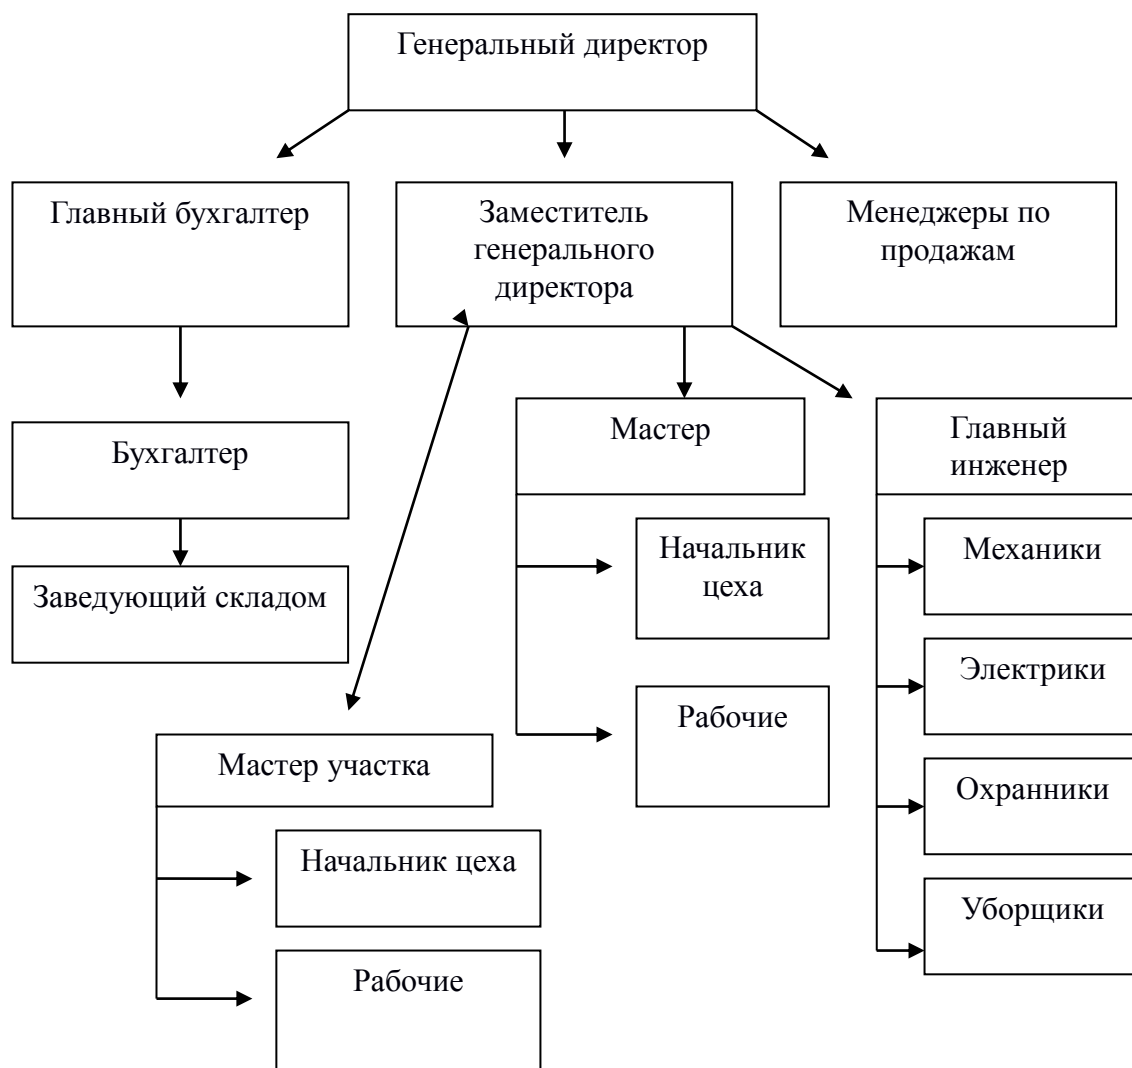 Генеральный директор
Главный бухгалтер
Заместитель
генерального
директора
Менеджеры по
продажам
Бухгалтер
Заведующий складом
Мастер
Начальник
цеха
Рабочие
Главный
инженер
Механики
Электрики
Охранники
Уборщики
Мастер участка
Начальник цеха
Рабочие